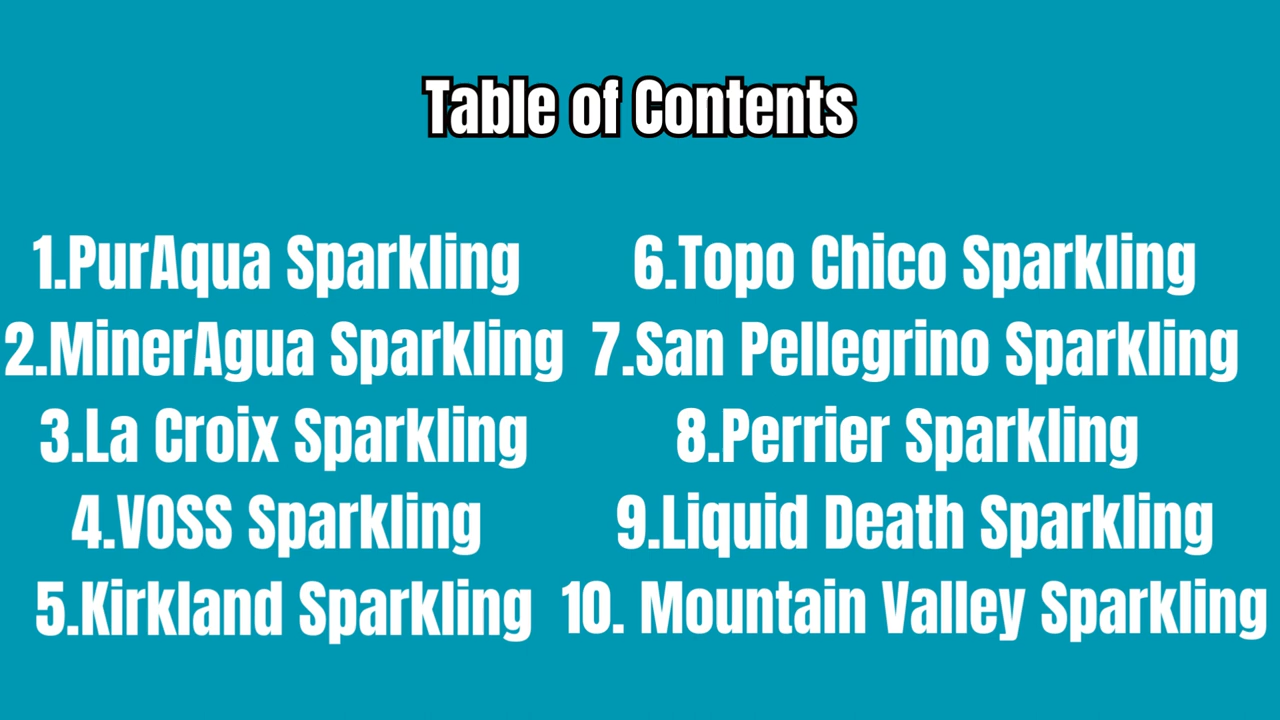 Table of Contents
1.PurAqua Sparkling
2.MinerAgua Sparkling
3.La Croix Sparkling
4.VOSS Sparkling
5.Kirkland Sparkling
6.Topo Chico Sparkling
7.San Pellegrino Sparkling
8.Perrier Sparkling
9.Liquid Death Sparkling
10. Mountain Valley Sparkling